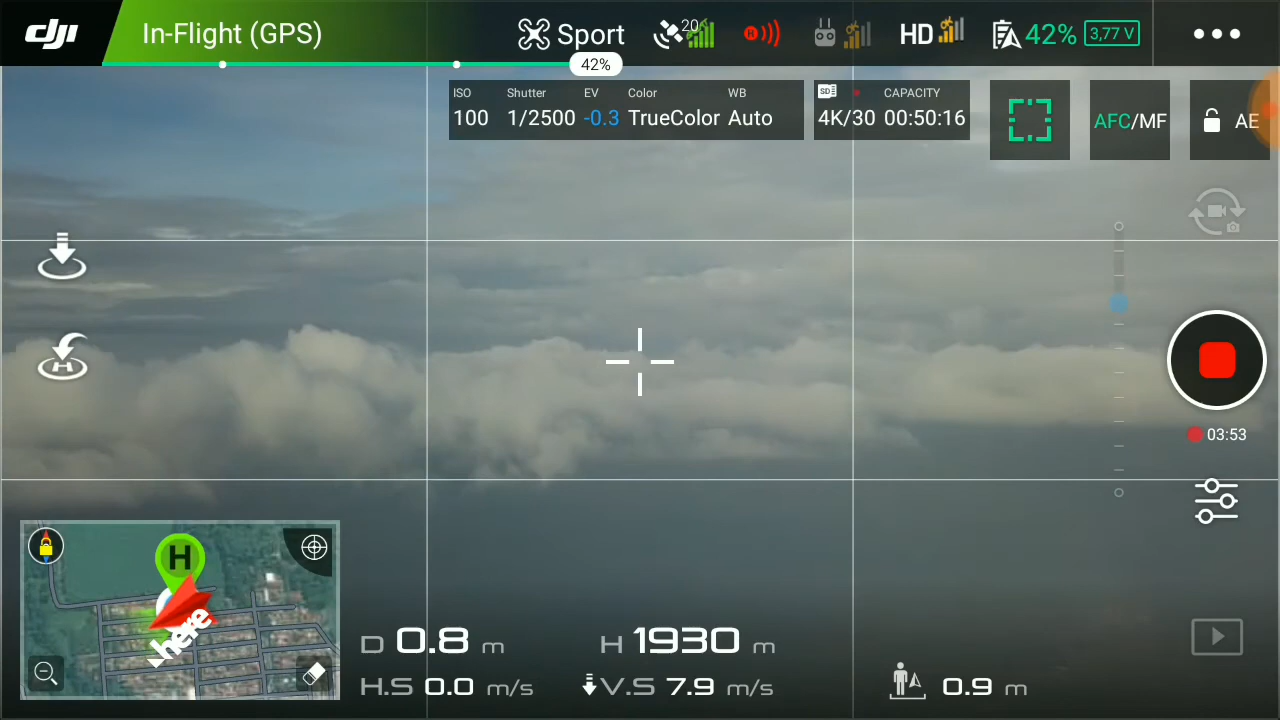 dji In-Flight (GPS) Sport 20 HD 42% 3,77 V
42%
ISO Shutter EV Color WB SD CAPACITY
100 1/2500 -0.3 TrueColor Auto 4K/30 00:50:16 AFC/MF AE
03:53
H
here
D 0.8 m H 1930 m
H.S 0.0 m/s V.S 7.9 m/s 0.9 m